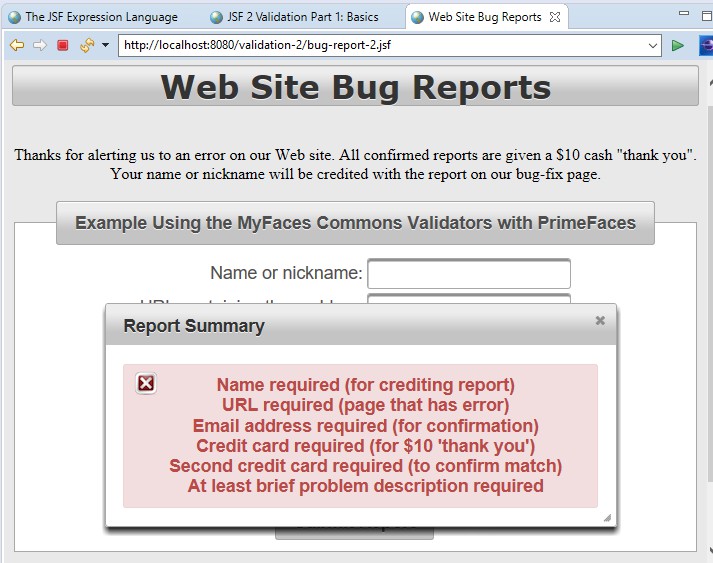 The JSF Expression Language
JSF 2 Validation Part 1: Basics
Web Site Bug Reports
http://localhost:8080/validation-2/bug-report-2.jsf
Web Site Bug Reports
Thanks for alerting us to an error on our Web site. All confirmed reports are given a $10 cash "thank you".
Your name or nickname will be credited with the report on our bug-fix page.
Example Using the MyFaces Commons Validators with PrimeFaces
Name or nickname:
Report Summary
Name required (for crediting report)
URL required (page that has error)
Email address required (for confirmation)
Credit card required (for $10 'thank you')
Second credit card required (to confirm match)
At least brief problem description required